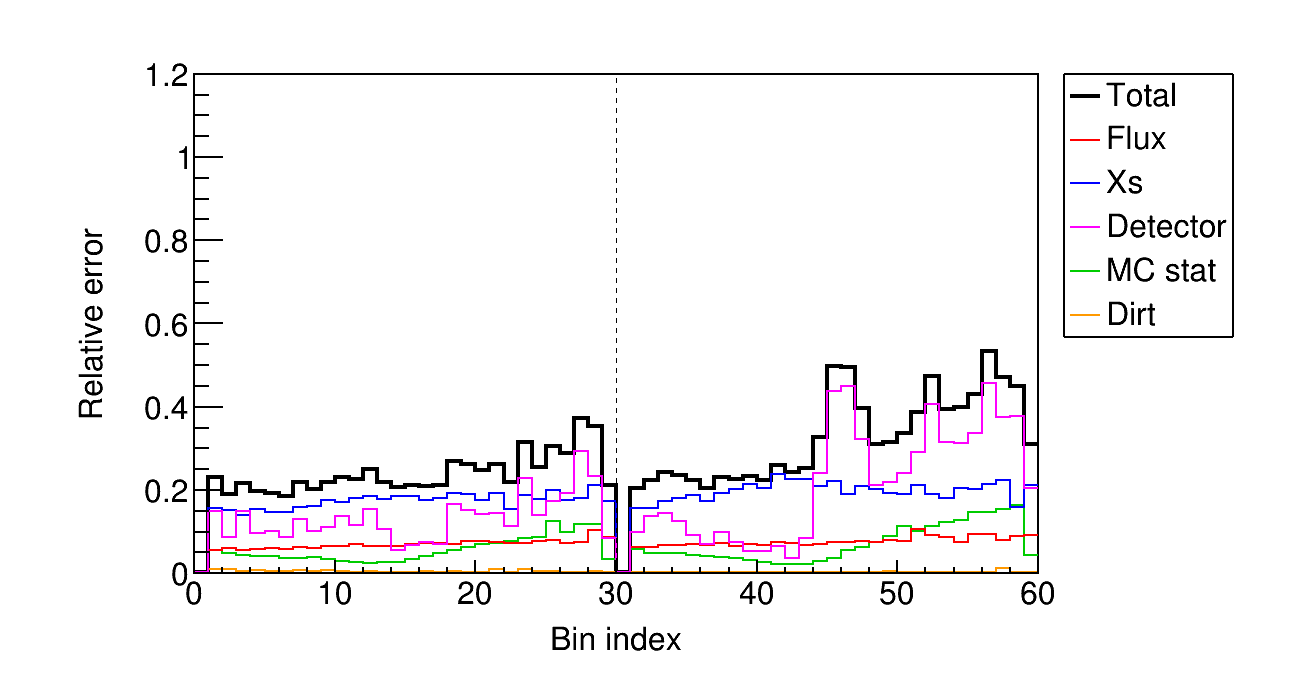 1.2
1
0.8
0.6
0.4
0.2
0
Relative error
0 10 20 30 40 50 60
Bin index
Total
Flux
Xs
Detector
MC stat
Dirt